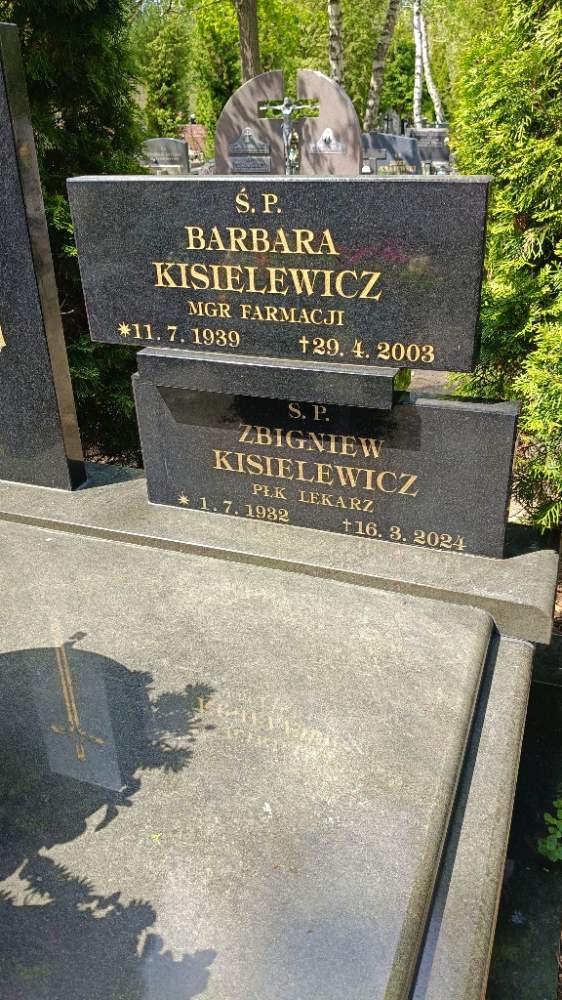 Ś. P.
BARBARA
KISIELEWICZ
MGR FARMACJI
*11. 7. 1939 †29. 4. 2003
Ś. P.
ZBIGNIEW
KISIELEWICZ
PŁK LEKARZ
* 1. 7. 1932 †16. 3. 2024